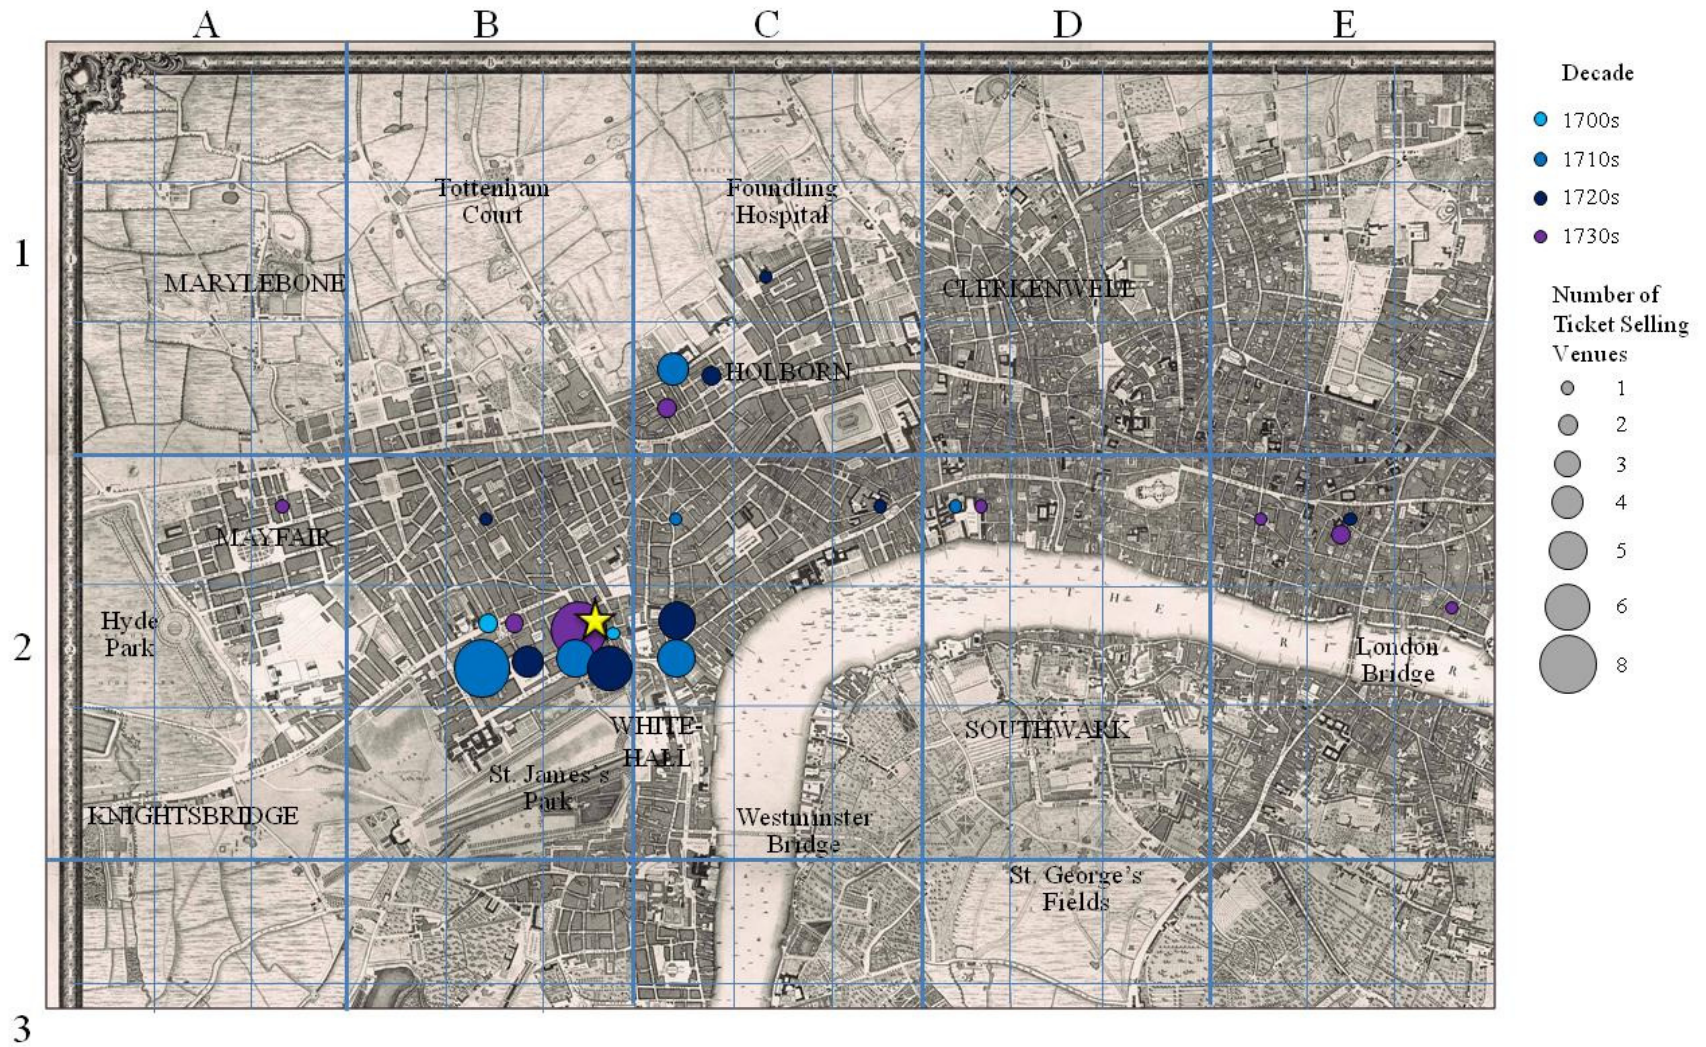 A B C D E
Decade
1700s
1710s
1720s
1730s
Number of
Ticket Selling
Venues
1
2
3
4
5
6
8
1
2
3
Tottenham
Court
Foundling
Hospital
MARYLEBONE
CLERKENWELL
HOLBORN
MAYFAIR
Hyde
Park
T H E
R I E R
London
Bridge
WHITE-
HALL
SOUTHWARK
St. James's
Park
KNIGHTSBRIDGE
Westminster
Bridge
St. George's
Fields